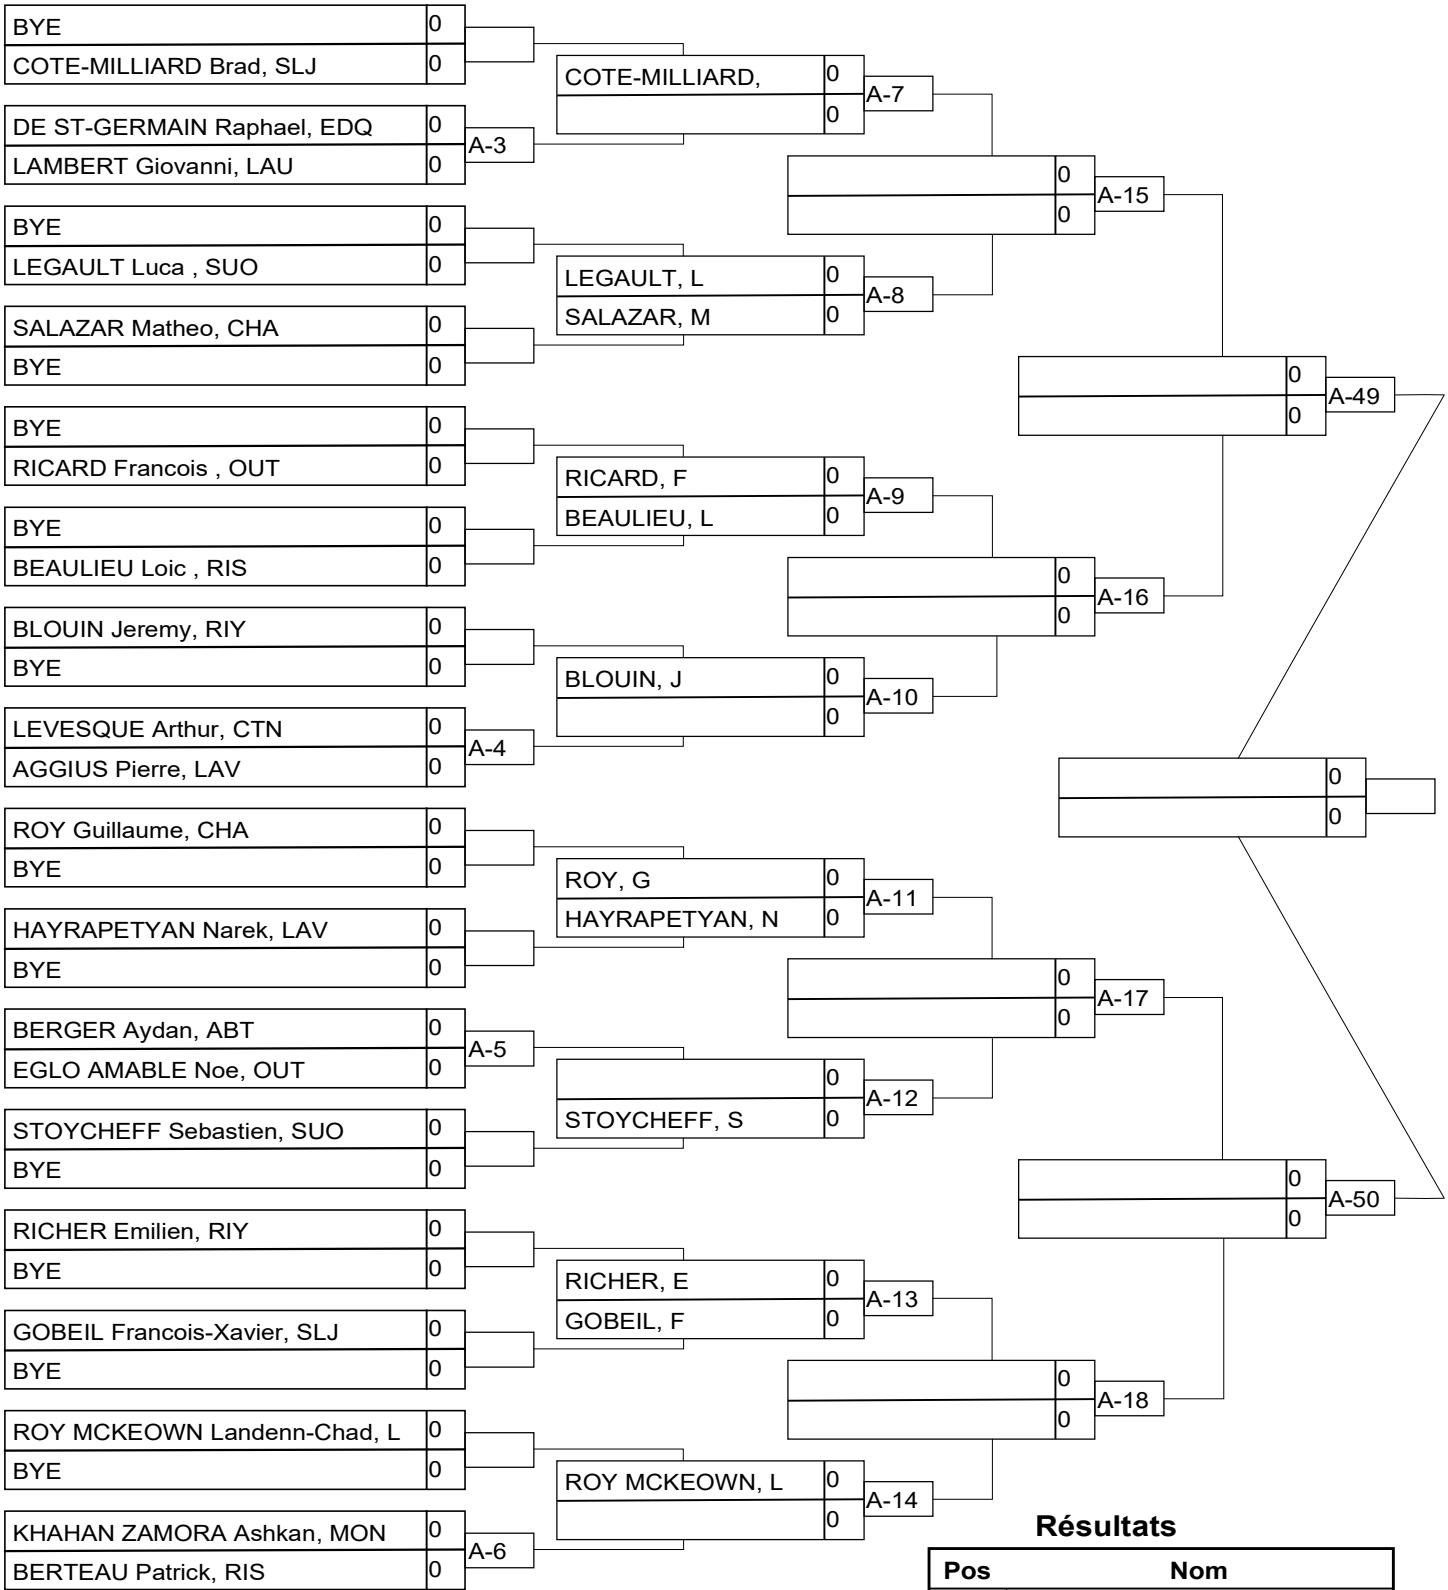 BYE 0
COTE-MILLIARD Brad, SLJ 0
DE ST-GERMAIN Raphael, EDQ 0
LAMBERT Giovanni, LAU 0
A-3
BYE 0
LEGAULT Luca , SUO 0
SALAZAR Matheo, CHA 0
BYE 0
BYE 0
RICARD Francois , OUT 0
BYE 0
BEAULIEU Loic , RIS 0
BLOUIN Jeremy, RIY 0
BYE 0
LEVESQUE Arthur, CTN 0
AGGIUS Pierre, LAV 0
A-4
ROY Guillaume, CHA 0
BYE 0
HAYRAPETYAN Narek, LAV 0
BYE 0
BERGER Aydan, ABT 0
EGLO AMABLE Noe, OUT 0
A-5
STOYCHEFF Sebastien, SUO 0
BYE 0
RICHER Emilien, RIY 0
BYE 0
GOBEIL Francois-Xavier, SLJ 0
BYE 0
ROY MCKEOWN Landenn-Chad, L 0
BYE 0
KHAHAN ZAMORA Ashkan, MON 0
BERTEAU Patrick, RIS 0
A-6
COTE-MILLIARD, 0
0
A-7
LEGAULT, L 0
SALAZAR, M 0
A-8
RICARD, F 0
BEAULIEU, L 0
A-9
BLOUIN, J 0
0
A-10
ROY, G 0
HAYRAPETYAN, N 0
A-11
0
STOYCHEFF, S 0
A-12
RICHER, E 0
GOBEIL, F 0
A-13
ROY MCKEOWN, L 0
0
A-14
0
0
A-15
0
0
A-16
0
0
A-17
0
0
A-18
0
0
A-49
0
0
A-50
0
0
Résultats
Pos Nom